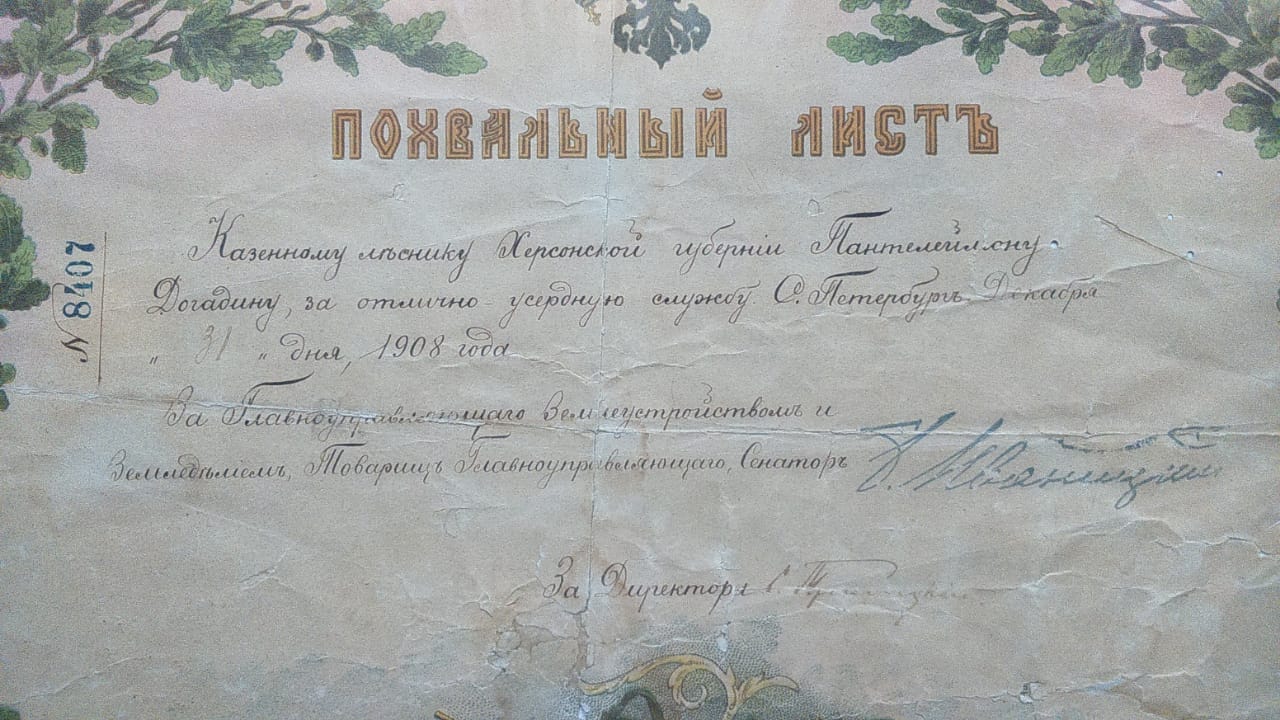 ПОХВАЛЬНЫЙ ЛИСТЪ
№ 8407
Казенному лѣснику Херсонской губерніи Пантелеймону
Догадину, за отлично-усердную службу. С. Петербургъ, Декабря
„ 31 „ дня, 1908 года
За Главноуправляющаго Землеустройствомъ и
Земледѣліемъ, Товарищъ Главноуправляющаго, Сенаторъ
За Директора